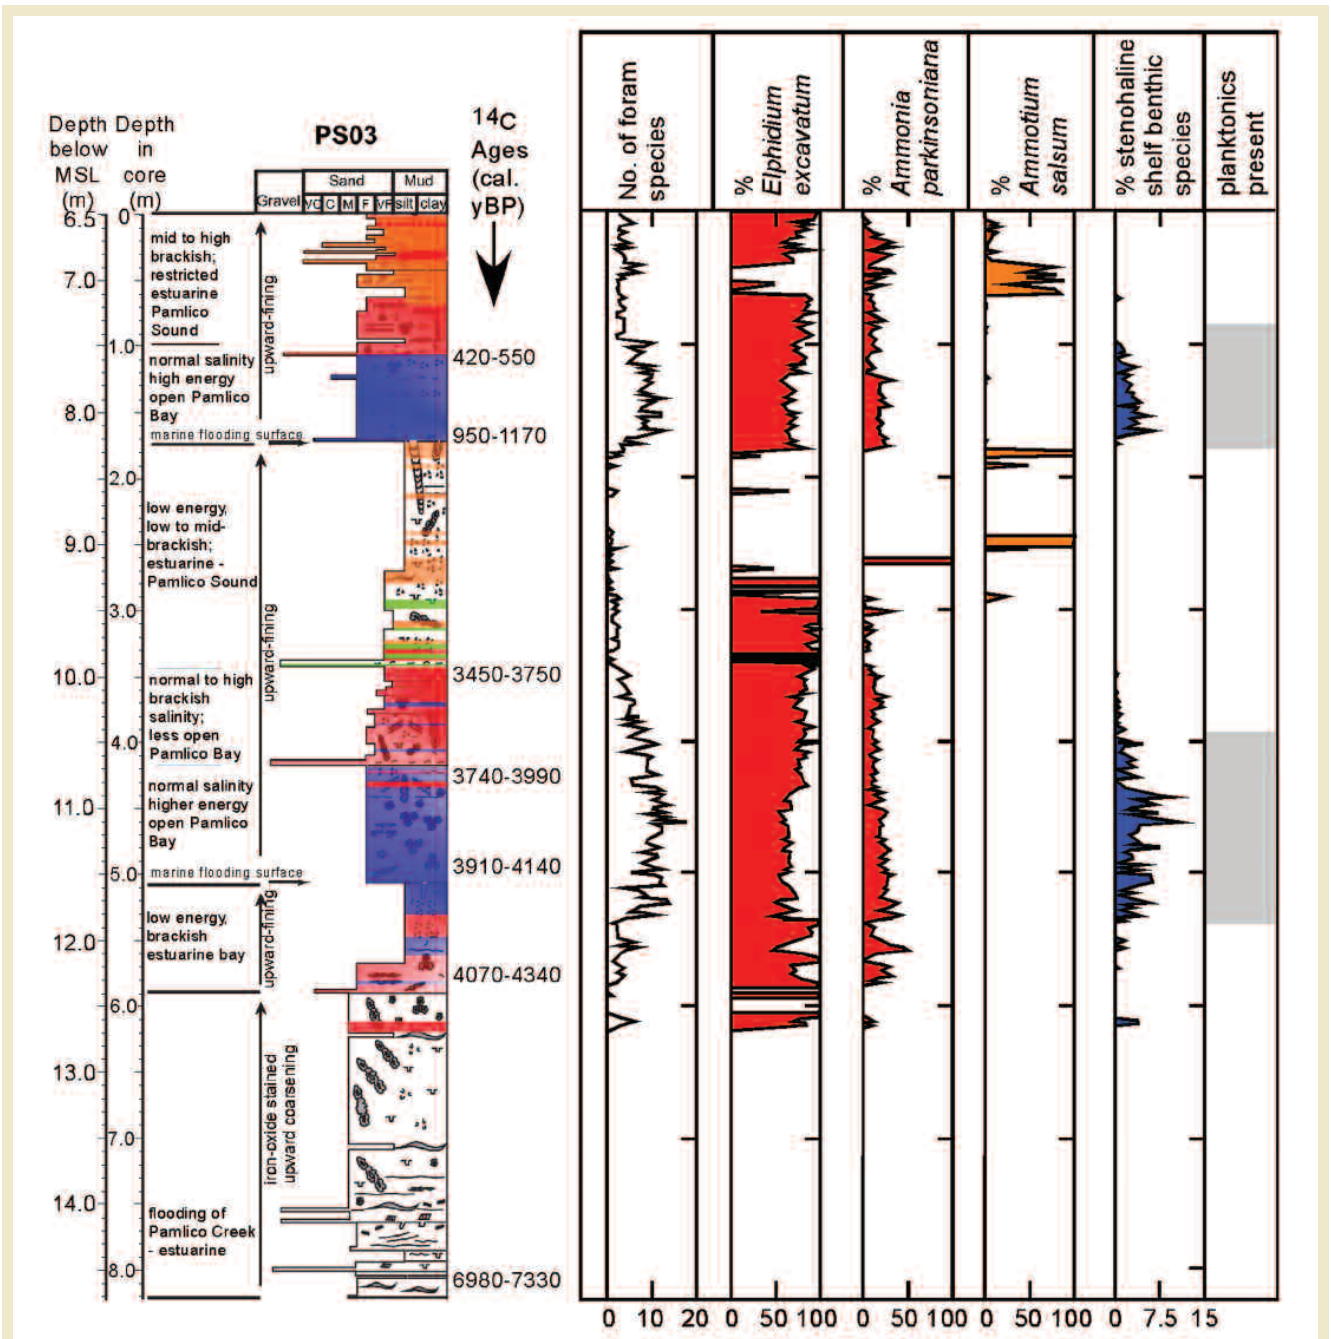 Depth below MSL (m)
Depth in core (m)
PS03
14C Ages (cal. yBP)
Gravel
Sand
Mud
VC C M F VF silt clay
No. of foram species
% Elphidium excavatum
% Ammonia parkinsoniana
% Ammotium salsum
% stenohaline shelf benthic species
planktonics present
6.5
7.0
8.0
9.0
10.0
11.0
12.0
13.0
14.0
0
1.0
2.0
3.0
4.0
5.0
6.0
7.0
8.0
mid to high
brackish;
restricted
estuarine
Pamlico
Sound
normal salinity
high energy
open Pamlico
Bay
marine flooding surface
low energy,
low to mid-
brackish;
estuarine -
Pamlico Sound
normal to high
brackish
salinity;
less open
Pamlico Bay
normal salinity
higher energy
open Pamlico
Bay
marine flooding surface
low energy,
brackish
estuarine bay
flooding of
Pamlico Creek
- estuarine
upward-fining
upward-fining
upward-fining
iron-oxide stained
upward coarsening
420-550
950-1170
3450-3750
3740-3990
3910-4140
4070-4340
6980-7330
0 10 20
0 50 100
0 50 100
0 50 100
0 7.5 15